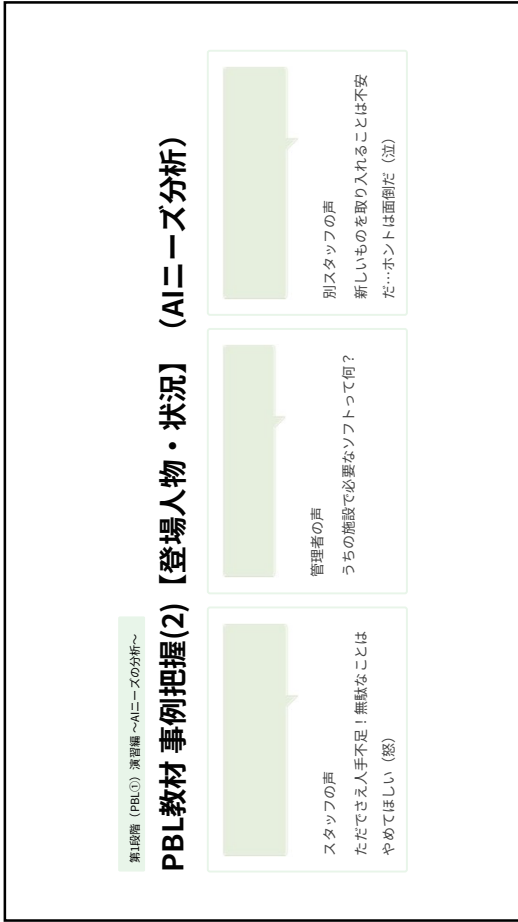 第1段階（PBL①）演習編 ～AIニーズの分析～
PBL教材 事例把握(2)【登場人物・状況】（AIニーズ分析）
スタッフの声
ただでさえ人手不足！無駄なことは
やめてほしい（怒）
管理者の声
うちの施設で必要なソフトって何？
別スタッフの声
新しいものを取り入れることは不安
だ…ホントは面倒だ（泣）